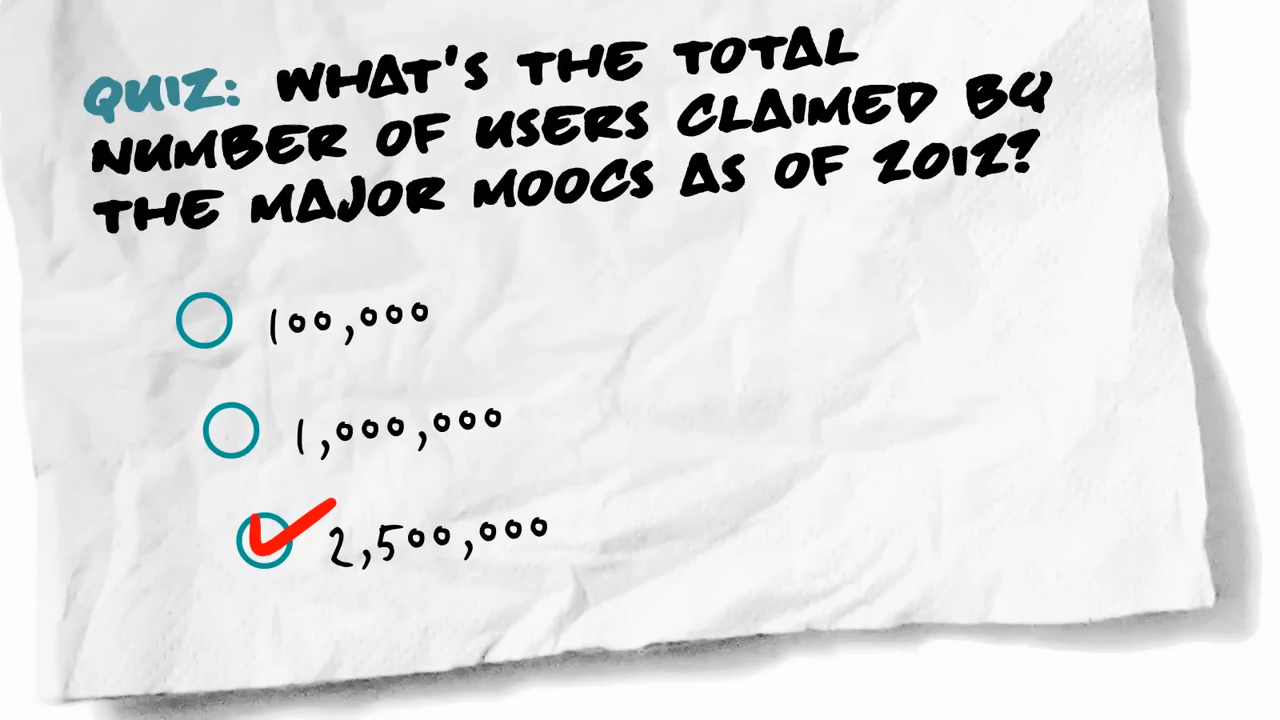 QUIZ: WHAT'S THE TOTAL
NUMBER OF USERS CLAIMED BY
THE MAJOR MOOCS AS OF 2012?
100,000
1,000,000
2,500,000